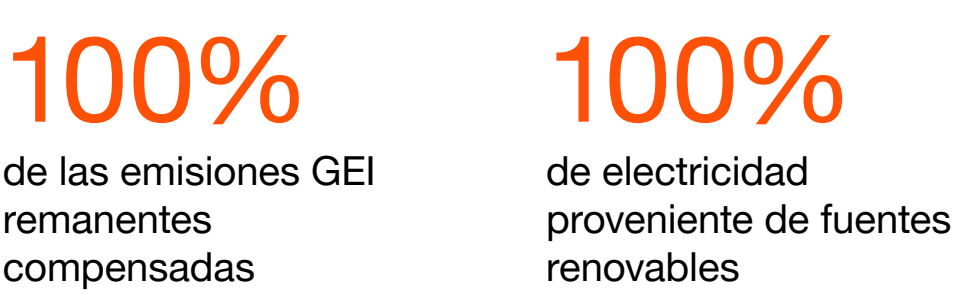 100%
de las emisiones GEI
remanentes
compensadas
100%
de electricidad
proveniente de fuentes
renovables